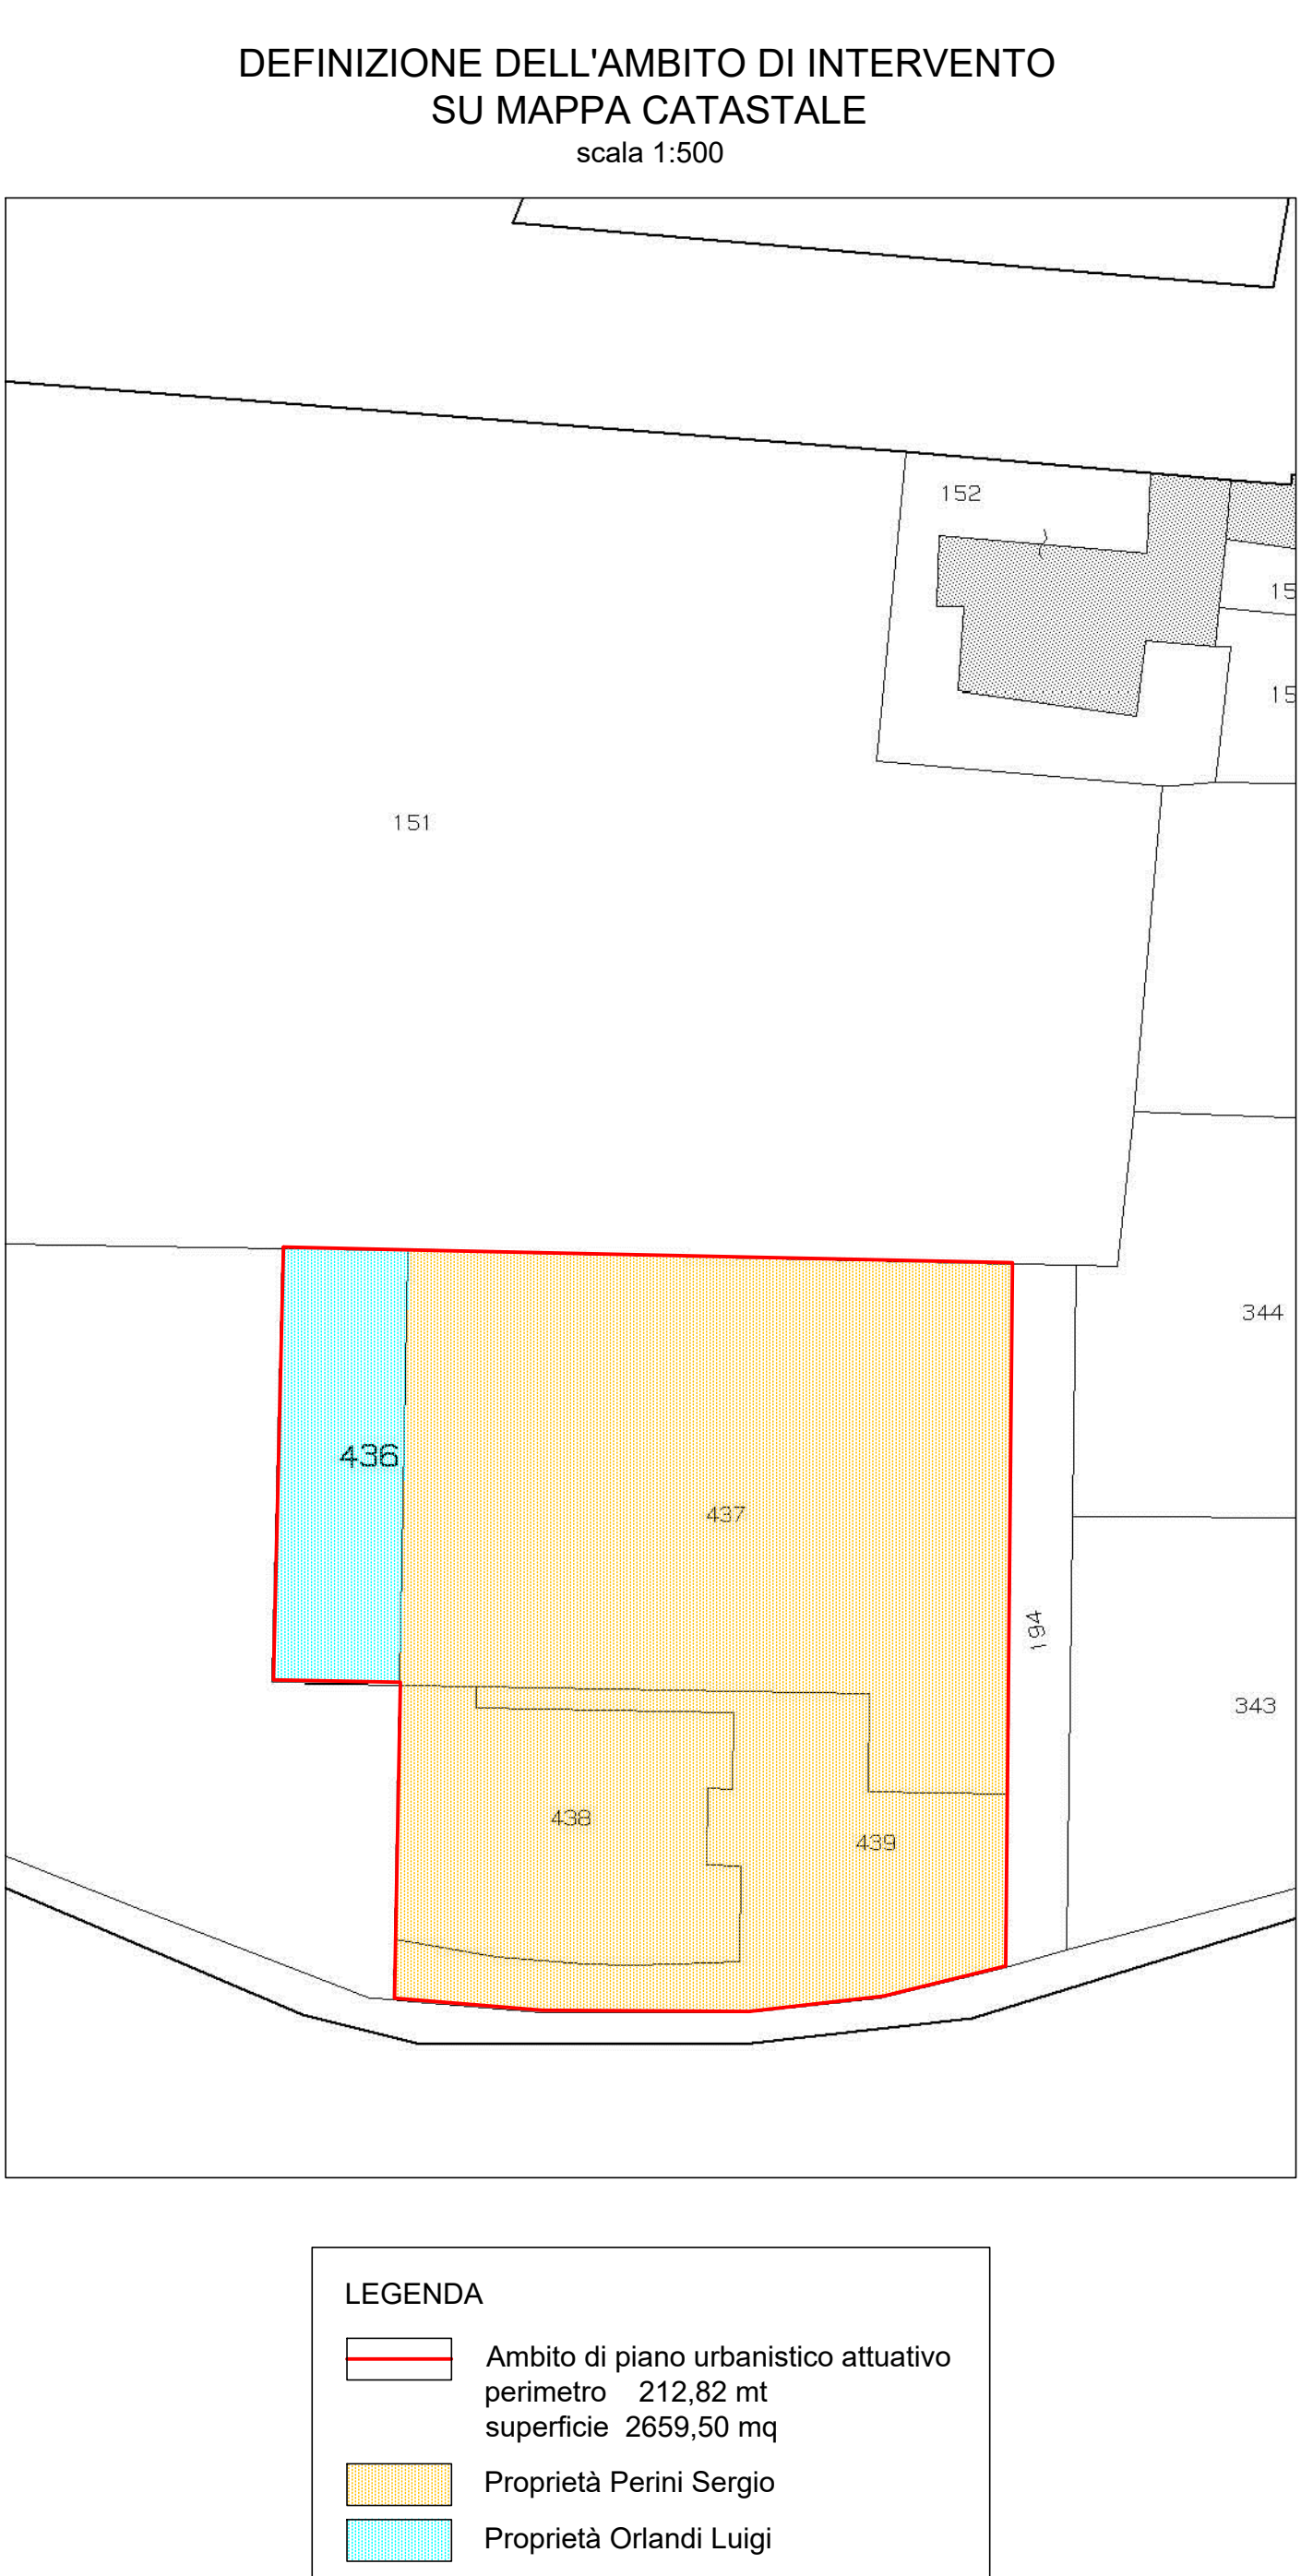 DEFINIZIONE DELL'AMBITO DI INTERVENTO
SU MAPPA CATASTALE
scala 1:500
152
15
15
151
344
436
437
194
343
438
439
LEGENDA
Ambito di piano urbanistico attuativo
perimetro 212,82 mt
superficie 2659,50 mq
Proprietà Perini Sergio
Proprietà Orlandi Luigi